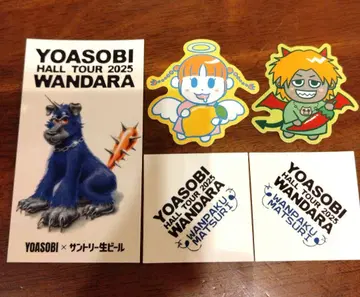 YOASOBI
HALL TOUR 2025
WANDARA
YOASOBI × サントリー生ビール
YOASOBI
HALL TOUR 2025
WANDARA
WANPAKU
MATSURI
YOASOBI
HALL TOUR 2025
WANDARA
WANPAKU
MATSURI